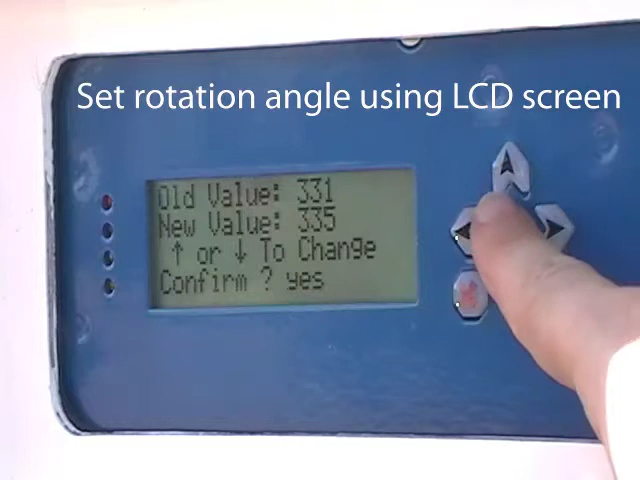 Set rotation angle using LCD screen
Old Value: 331
New Value: 335
↑ or ↓ To Change
Confirm ? yes